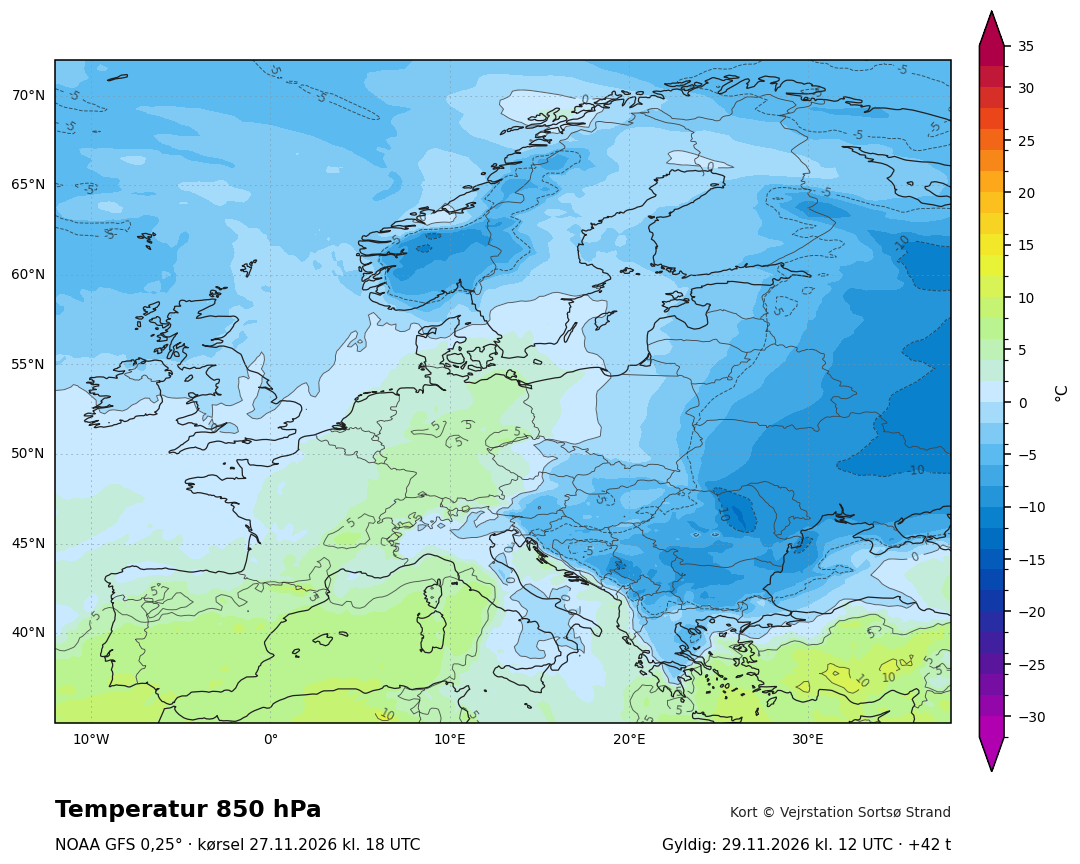 70°N
65°N
60°N
55°N
50°N
45°N
40°N
10°W
0°
10°E
20°E
30°E
35
30
25
20
15
10
5
0
−5
−10
−15
−20
−25
−30
°C
Temperatur 850 hPa
Kort © Vejrstation Sortsø Strand
NOAA GFS 0,25° · kørsel 27.11.2026 kl. 18 UTC
Gyldig: 29.11.2026 kl. 12 UTC · +42 t